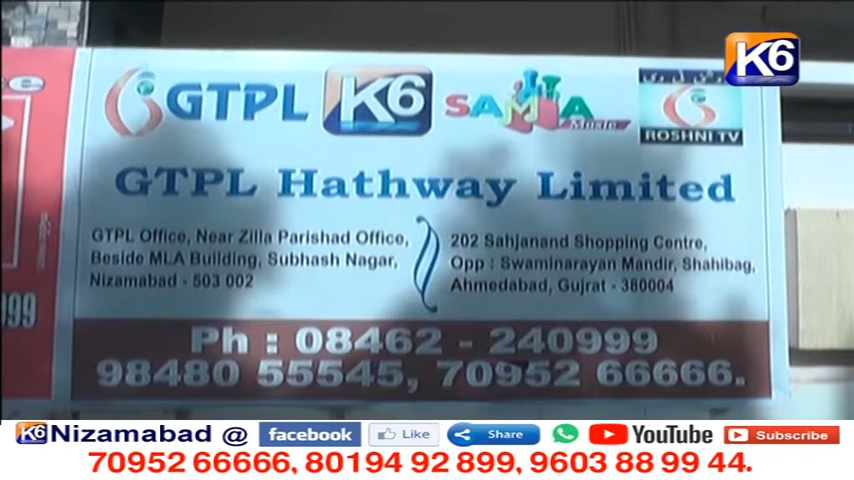 K6
GTPL K6 SAMIA Music
ROSHNI TV
GTPL Hathway Limited
GTPL Office, Near Zilla Parishad Office,
Beside MLA Building, Subhash Nagar,
Nizamabad - 503 002
202 Sahjanand Shopping Centre,
Opp : Swaminarayan Mandir, Shahibag,
Ahmedabad, Gujrat - 380004
Ph : 08462 - 240999
98480 55545, 70952 66666.
K6 Nizamabad @ facebook Like Share YouTube Subscribe
70952 66666, 80194 92 899, 9603 88 99 44.